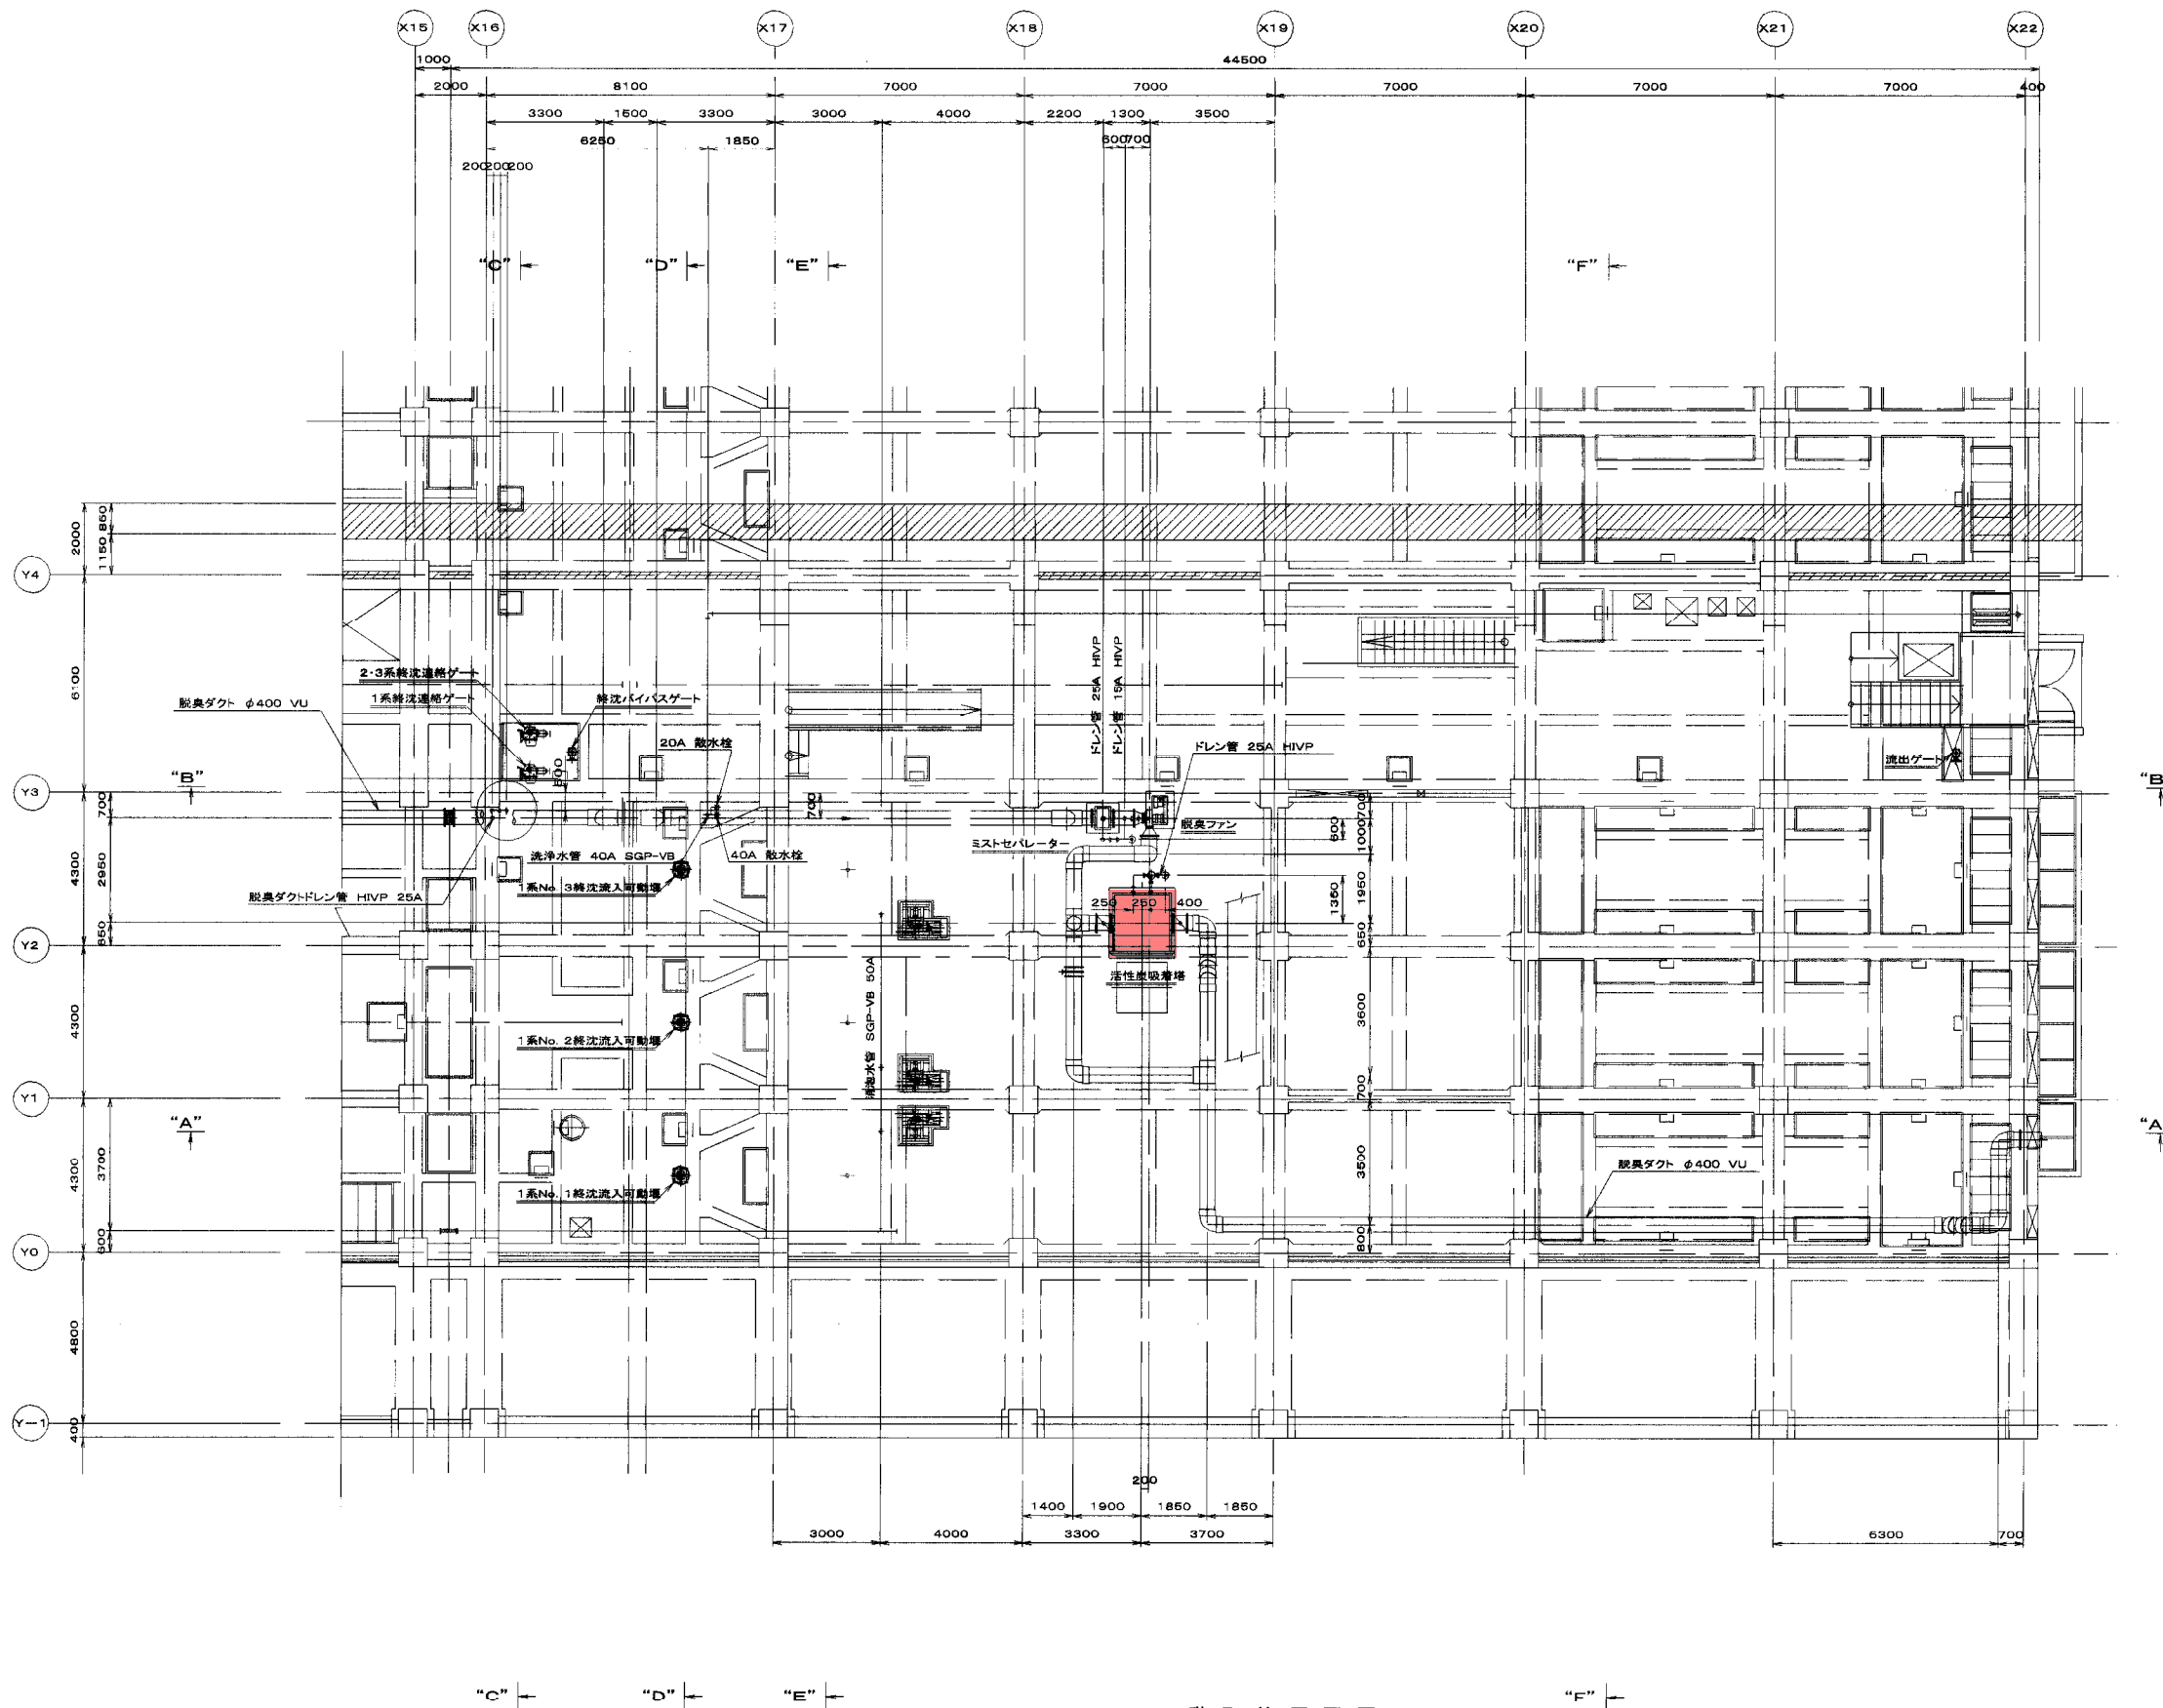 X15 X16 X17 X18 X19 X20 X21 X22
1000 44500
2000 8100 7000 7000 7000 7000 7000 400
3300 1500 3300 3000 4000 2200 1300 3500
6250 1850 600 700
200 200 200
“C” “D” “E” “F”
2000 850
1150
Y4
6100
ドレン管 25A HIVP
ドレン管 15A HIVP
2・3系終沈連絡ゲート
1系終沈連絡ゲート
終沈バイパスゲート
脱臭ダクト φ400 VU
20A 散水栓
ドレン管 25A HIVP
流出ゲート
“B” “B
600
Y3
700 700 700
脱臭ファン
600 1000
ミストセパレーター
洗浄水管 40A SGP-VB
40A 散水栓
4300 2950
1系No. 3終沈流入可動堰
脱臭ダクトドレン管 HIVP 25A
1350 1950
250 250 400
650 650
Y2
活性炭吸着塔
消泡水管 SGP-VB 50A
4300 3600
1系No. 2終沈流入可動堰
Y1
700
“A” “A
4300 3700 3500
脱臭ダクト φ400 VU
1系No. 1終沈流入可動堰
600 800
Y0
4800
Y-1
400
200
1400 1900 1850 1850
3000 4000 3300 3700 6300 700
“C” “D” “E” “F”